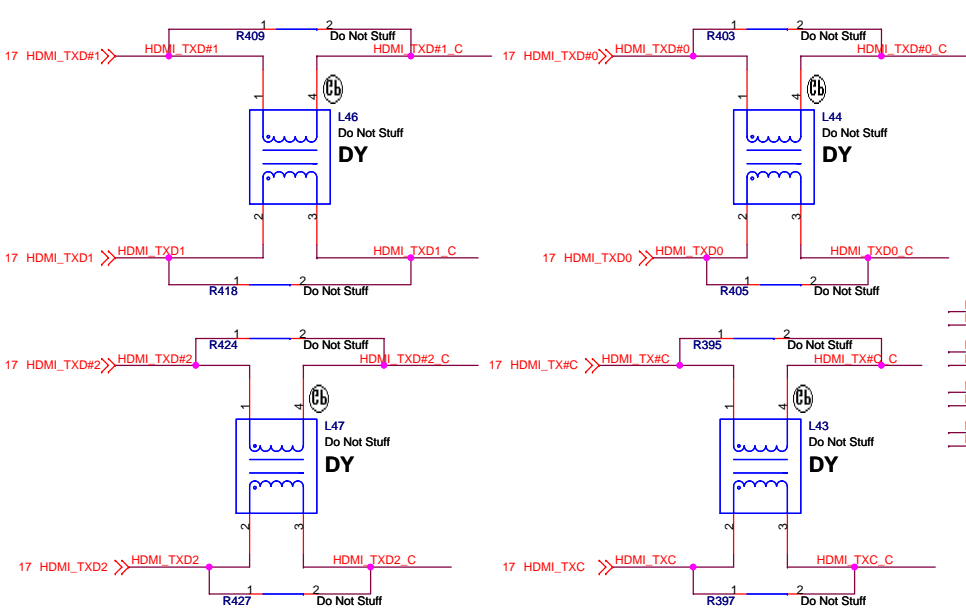 1 2
R409 Do Not Stuff
17 HDMI_TXD#1 HDMI_TXD#1 HDMI_TXD#1_C
1 4
L46
Do Not Stuff
DY
2 3
17 HDMI_TXD1 HDMI_TXD1 HDMI_TXD1_C
1 2
R418 Do Not Stuff
1 2
R403 Do Not Stuff
17 HDMI_TXD#0 HDMI_TXD#0 HDMI_TXD#0_C
1 4
L44
Do Not Stuff
DY
2 3
17 HDMI_TXD0 HDMI_TXD0 HDMI_TXD0_C
1 2
R405 Do Not Stuff
1 2
R424 Do Not Stuff
17 HDMI_TXD#2 HDMI_TXD#2 HDMI_TXD#2_C
1 4
L47
Do Not Stuff
DY
2 3
17 HDMI_TXD2 HDMI_TXD2 HDMI_TXD2_C
1 2
R427 Do Not Stuff
1 2
R395 Do Not Stuff
17 HDMI_TX#C HDMI_TX#C HDMI_TX#C_C
1 4
L43
Do Not Stuff
DY
2 3
17 HDMI_TXC HDMI_TXC HDMI_TXC_C
1 2
R397 Do Not Stuff